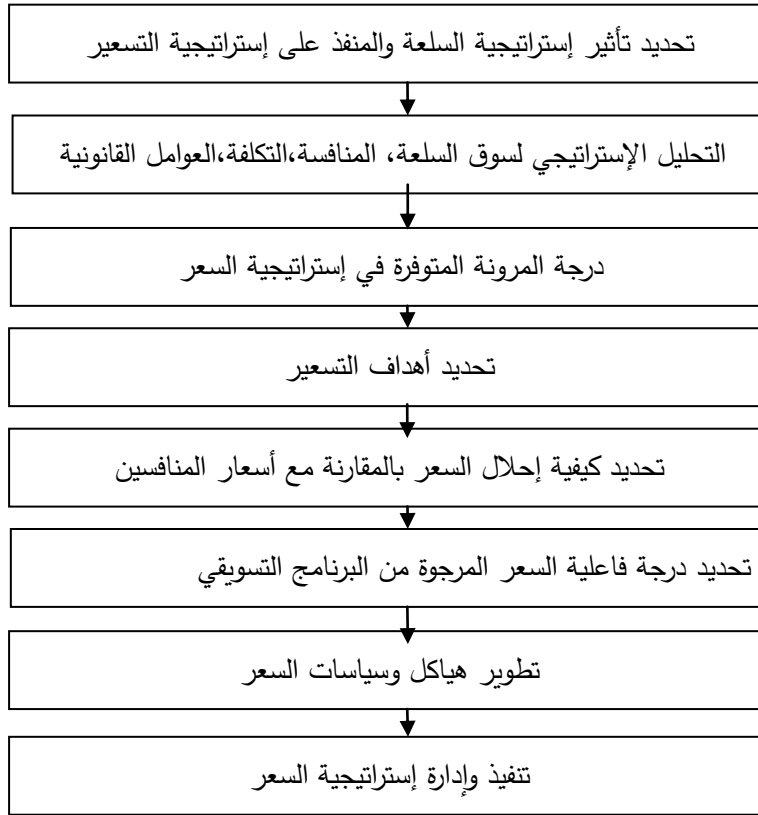 تحديد تأثير إستراتيجية السلعة والمنفذ على إستراتيجية التسعير
التحليل الإستراتيجي لسوق السلعة، المنافسة،التكلفة،العوامل القانونية
درجة المرونة المتوفرة في إستراتيجية السعر
تحديد أهداف التسعير
تحديد كيفية إحلال السعر بالمقارنة مع أسعار المنافسين
تحديد درجة فاعلية السعر المرجوة من البرنامج التسويقي
تطوير هياكل وسياسات السعر
تنفيذ وإدارة إستراتيجية السعر